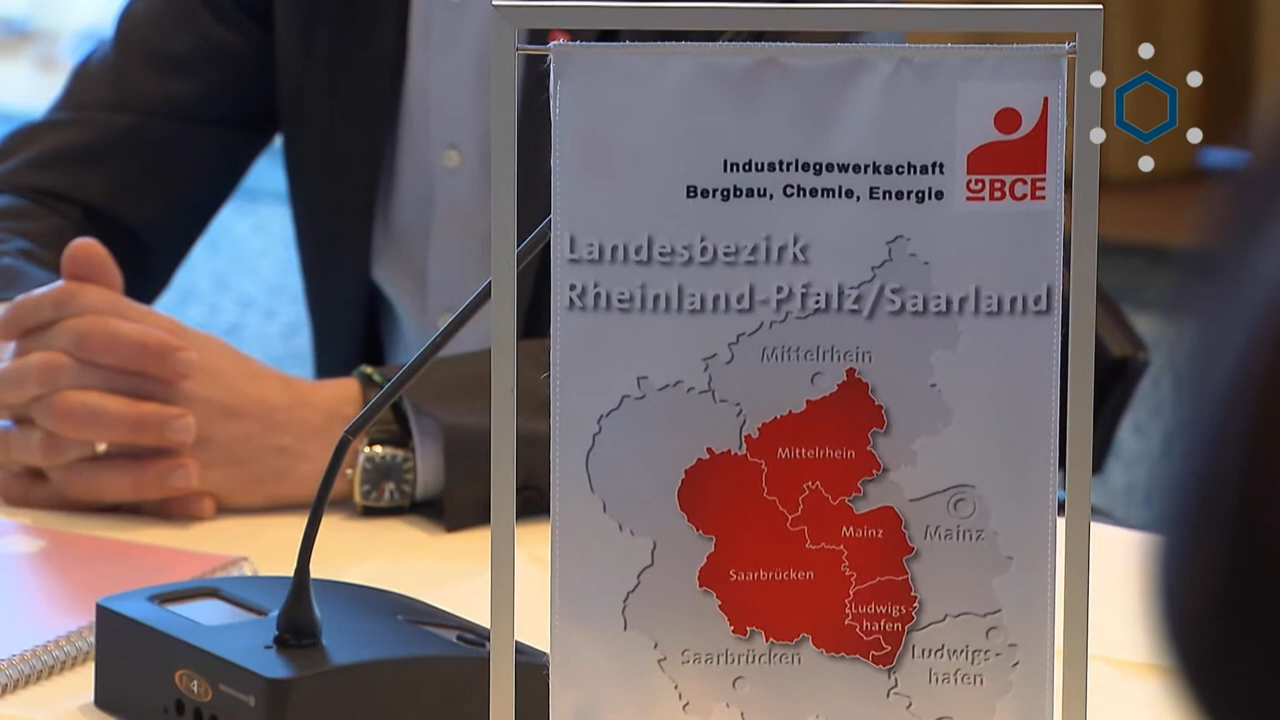 Industriegewerkschaft
Bergbau, Chemie, Energie
IG BCE
Landesbezirk
Rheinland-Pfalz/Saarland
Mittelrhein
Mittelrhein
Mainz
Mainz
Saarbrücken
Ludwigs-
hafen
Saarbrücken
Ludwigs-
hafen